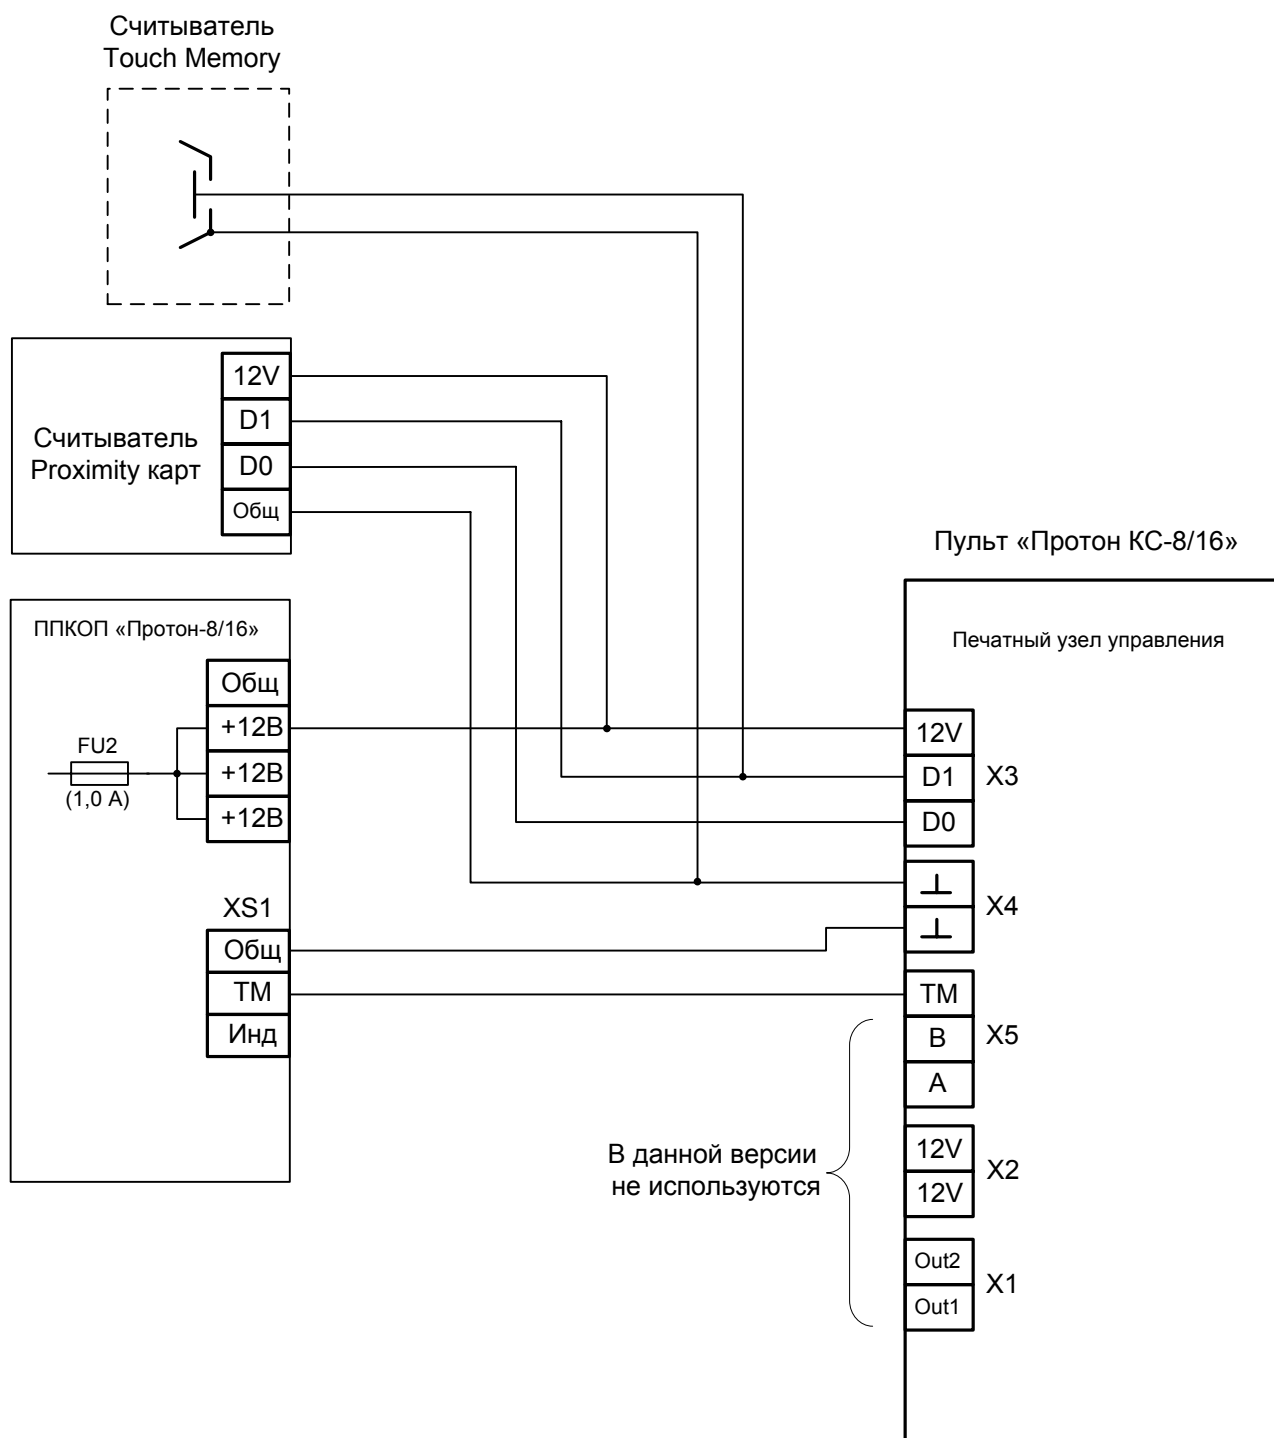 Считыватель
Touch Memory
12V
D1
D0
Общ
Считыватель
Proximity карт
Пульт «Протон КС-8/16»
ППКОП «Протон-8/16»
Печатный узел управления
Общ
+12В
+12В
+12В
FU2
(1,0 А)
12V
D1
D0
X3
X4
XS1
Общ
ТМ
Инд
ТМ
B
A
X5
В данной версии
не используются
12V
12V
X2
Out2
Out1
X1